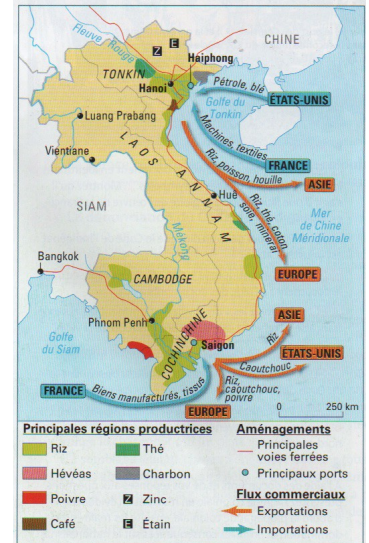 CHINE
Z E
Fleuve Rouge
Haiphong
TONKIN
Hanoi
Pétrole, blé
ÉTATS-UNIS
Golfe du
Tonkin
Luang Prabang
Machines, textiles
FRANCE
LAOS
Riz, poisson, houille
ASIE
Vientiane
ANNAM
Hué
Riz, thé, coton
soie, minerai
SIAM
Mer
de Chine
Méridionale
Mékong
EUROPE
Bangkok
CAMBODGE
ASIE
Phnom Penh
COCHINCHINE
Riz
Saigon
ÉTATS-UNIS
Golfe
du Siam
Caoutchouc
FRANCE
Biens manufacturés, tissus
Riz,
caoutchouc,
poivre
EUROPE
0 250 km
Principales régions productrices
Riz
Thé
Hévéas
Charbon
Poivre
Z Zinc
Café
E Étain
Aménagements
Principales
voies ferrées
Principaux ports
Flux commerciaux
Exportations
Importations